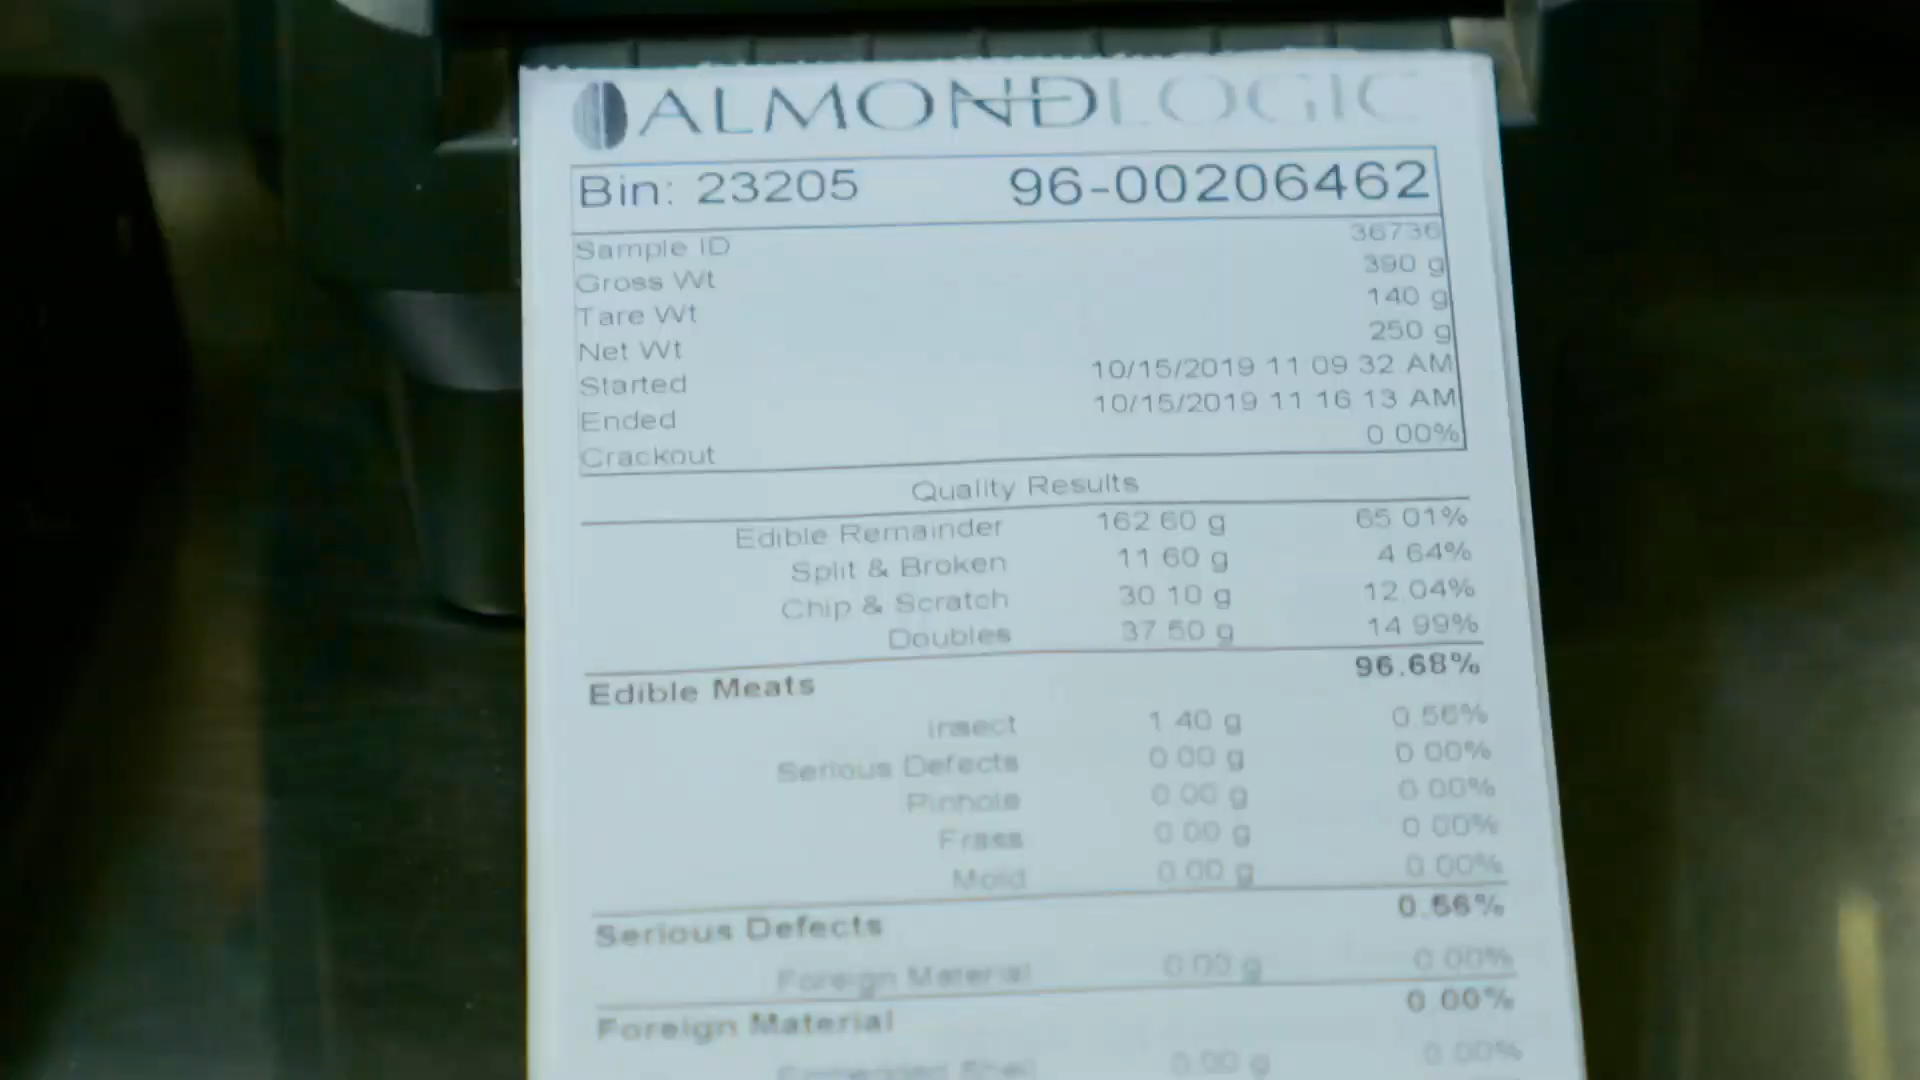 ALMONDLOGIC
Bin: 23205 96-00206462
Sample ID 36736
Gross Wt 390 g
Tare Wt 140 g
Net Wt 250 g
Started 10/15/2019 11 09 32 AM
Ended 10/15/2019 11 16 13 AM
Crackout 0 00%
Quality Results
Edible Remainder 162 60 g 65 01%
Split & Broken 11 60 g 4 64%
Chip & Scratch 30 10 g 12.04%
Doubles 37 50 g 14 99%
Edible Meats 96.68%
Insect 1 40 g 0.56%
Serious Defects 0 00 g 0 00%
Pinhole 0 00 g 0 00%
Frass 0 00 g 0 00%
Mold 0.00 g 0.00%
Serious Defects 0.56%
Foreign Material 0 00 g 0 00%
Foreign Material 0 00%
Embedded Shell 0.00 g 0 00%